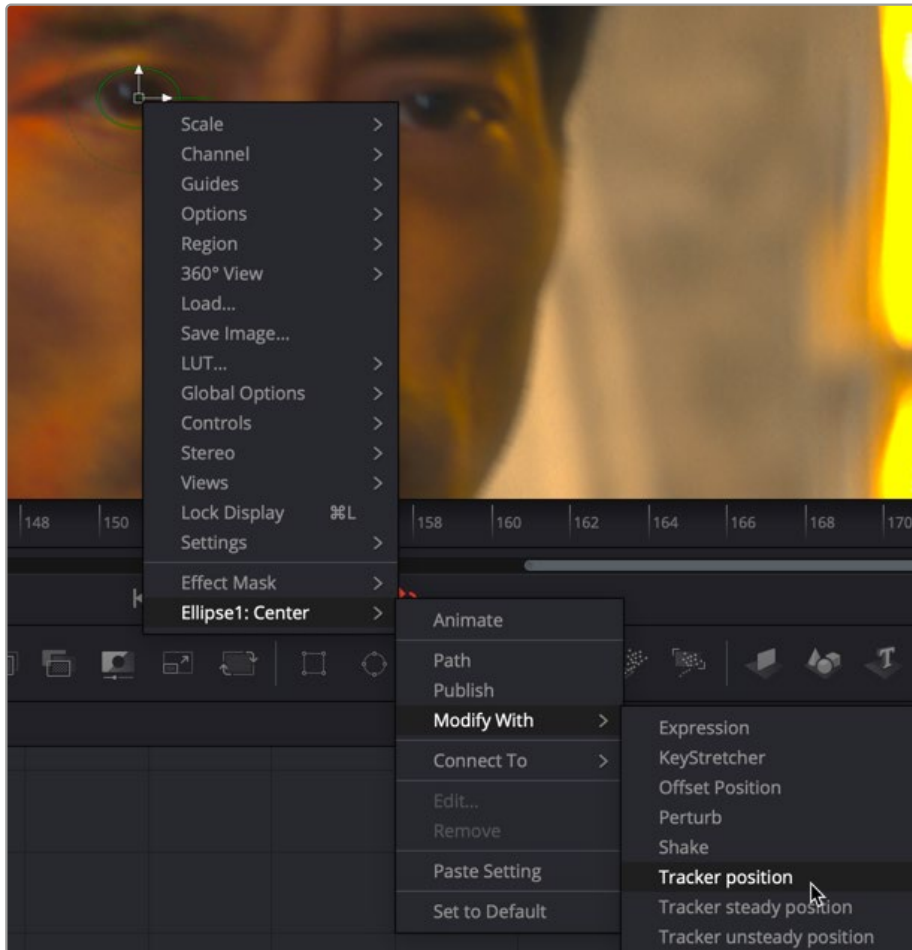 Scale
Channel
Guides
Options
Region
360° View
Load...
Save Image...
LUT...
Global Options
Controls
Stereo
Views
148 150 158 160 162 164 166 168 170
Lock Display ⌘L
Settings
Effect Mask
Ellipse1: Center
Animate
Path
Publish
Modify With
Connect To
Edit...
Remove
Paste Setting
Set to Default
Expression
KeyStretcher
Offset Position
Perturb
Shake
Tracker position
Tracker steady position
Tracker unsteady position